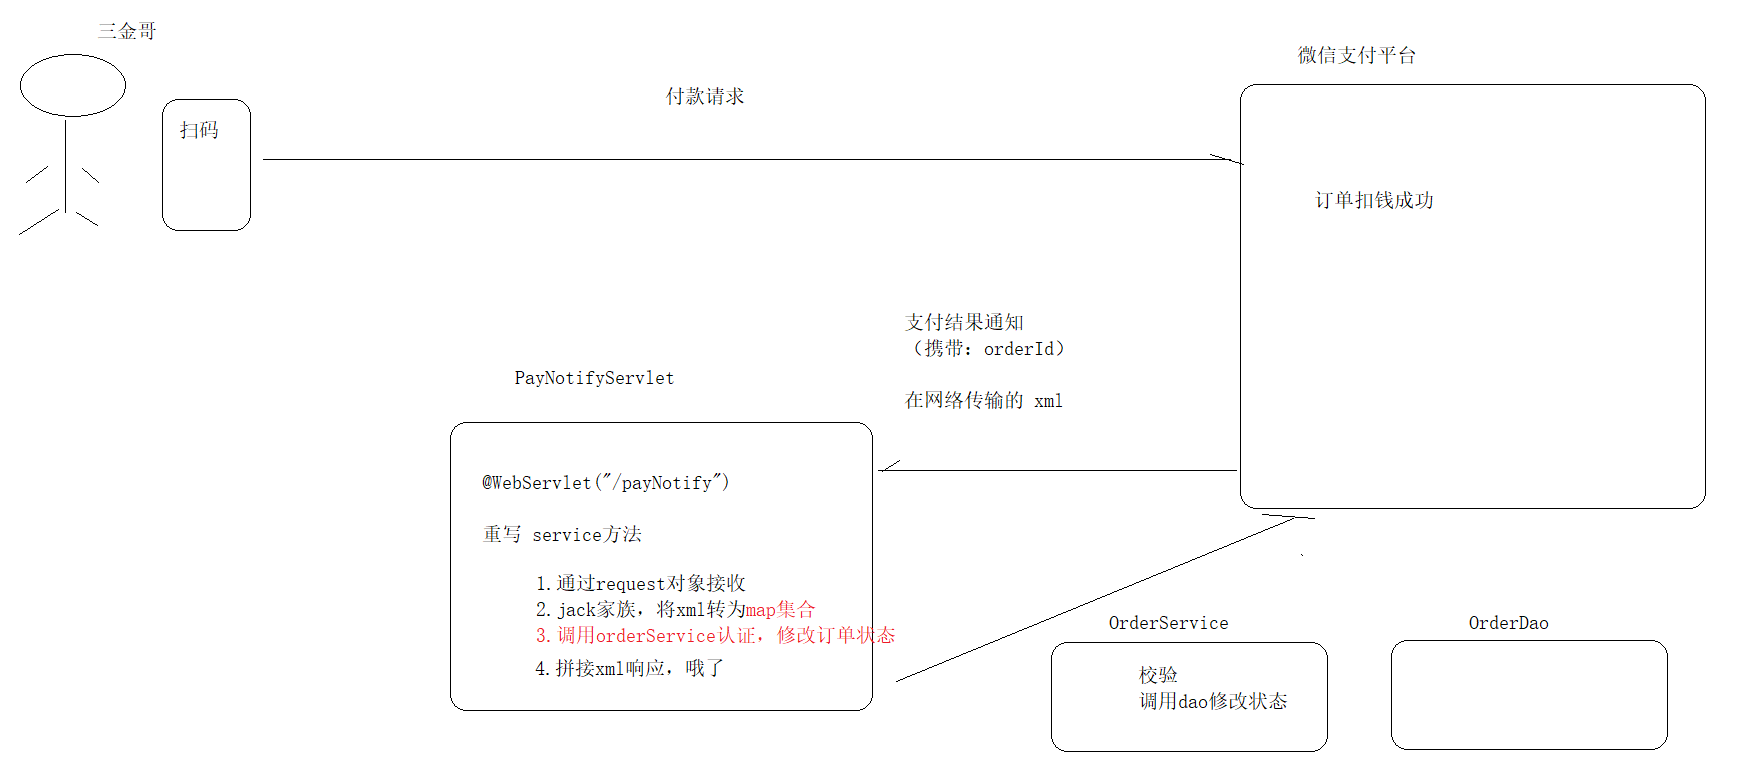 三金哥
微信支付平台
付款请求
扫码
订单扣钱成功
支付结果通知
（携带：orderId）
在网络传输的 xml
PayNotifyServlet
@WebServlet("/payNotify")
重写 service方法
1.通过request对象接收
2.jack家族，将xml转为map集合
3.调用orderService认证，修改订单状态
4.拼接xml响应，哦了
OrderService
OrderDao
校验
调用dao修改状态